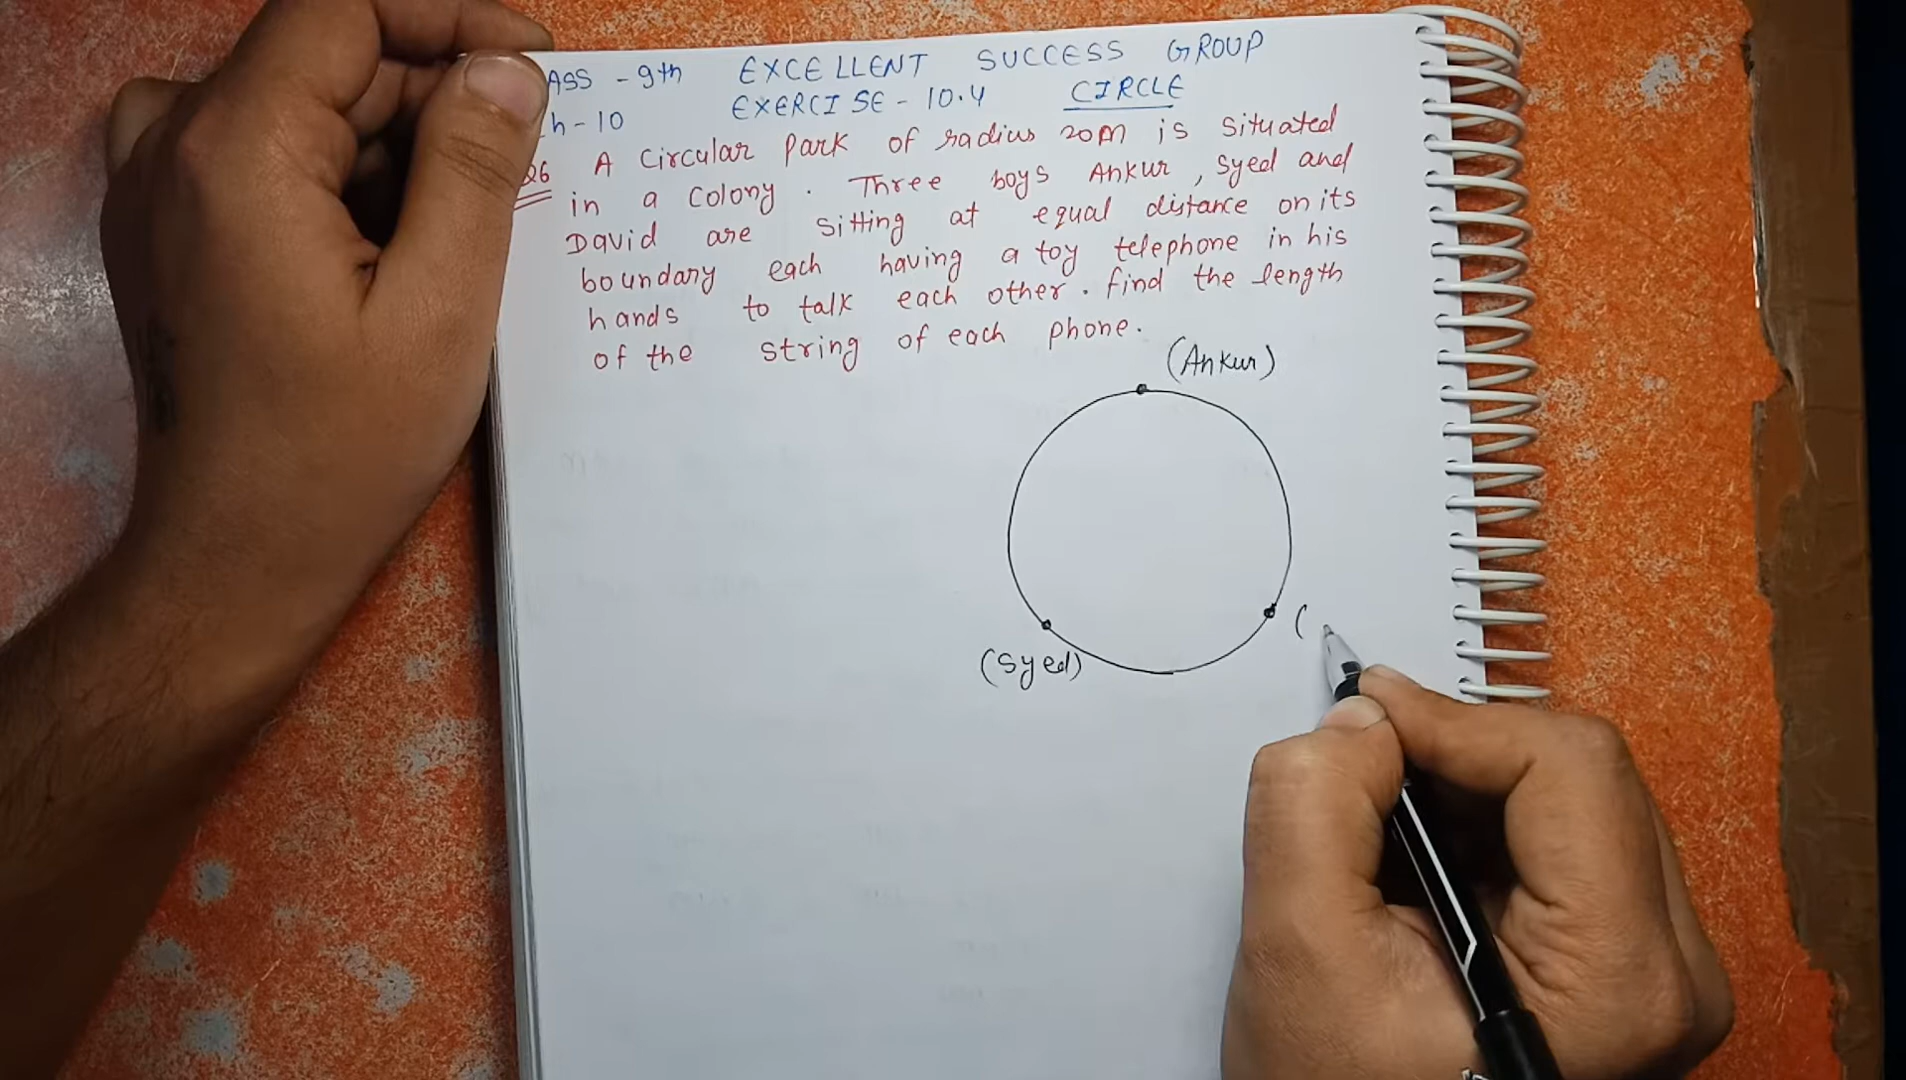 ASS - 9th EXCELLENT SUCCESS GROUP
h - 10 EXERCISE - 10.4 CIRCLE
Q6 A Circular Park of radius 20m is situated
in a Colony . Three boys Ankur , Syed and
David are sitting at equal distance on its
boundary each having a toy telephone in his
hands to talk each other . find the length
of the string of each phone .
(Ankur)
(Syed)
(